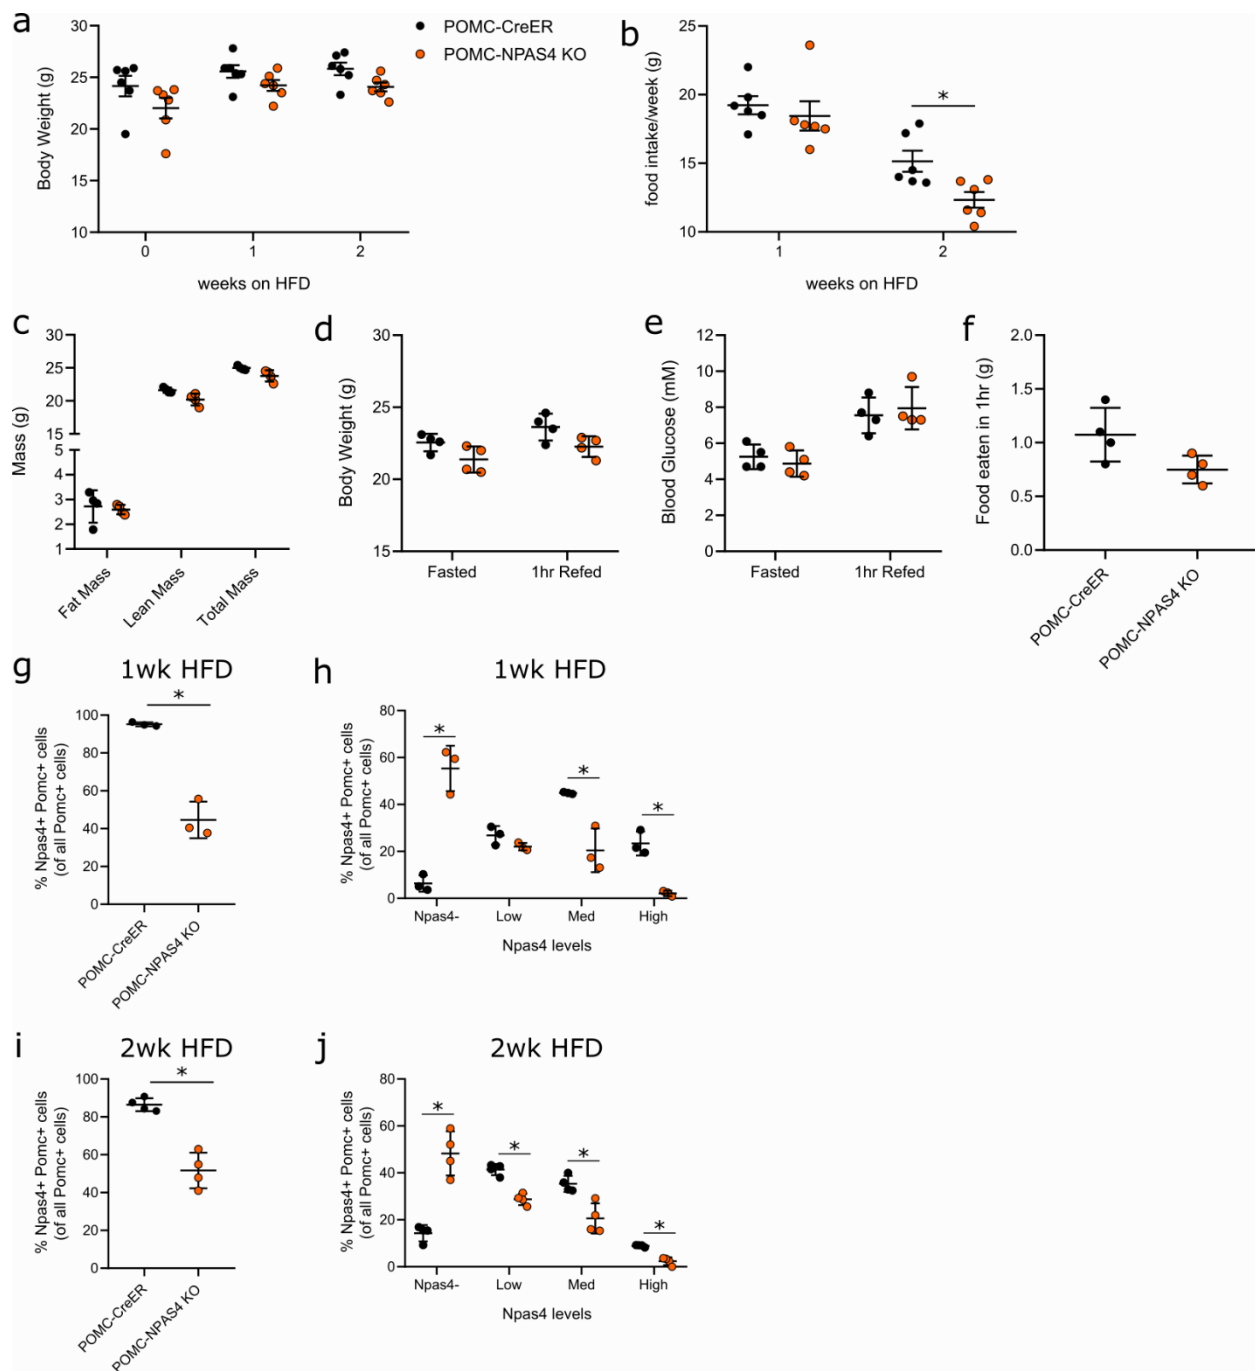 a
30
25
20
15
10
Body Weight (g)
0
1
2
weeks on HFD
POMC-CreER
POMC-NPAS4 KO
b
20
15
10
food intake/week (g)
*
1
2
weeks on HFD
c
30
25
20
15
5
4
3
2
1
Mass (g)
Fat Mass
Lean Mass
Total Mass
d
30
25
20
15
Body Weight (g)
Fasted
1hr Refed
e
12
10
8
6
4
2
0
Blood Glucose (mM)
Fasted
1hr Refed
f
2.0
1.5
1.0
0.5
0.0
Food eaten in 1hr (g)
POMC-CreER
POMC-NPAS4 KO
g
1wk HFD
*
100
80
60
40
20
0
% Npas4+ Pomc+ cells
(of all Pomc+ cells)
POMC-CreER
POMC-NPAS4 KO
h
1wk HFD
80
60
40
20
0
% Npas4+ Pomc+ cells
(of all Pomc+ cells)
*
*
*
Npas4-
Low
Med
High
Npas4 levels
i
2wk HFD
*
100
80
60
40
20
0
% Npas4+ Pomc+ cells
(of all Pomc+ cells)
POMC-CreER
POMC-NPAS4 KO
j
2wk HFD
80
60
40
20
0
% Npas4+ Pomc+ cells
(of all Pomc+ cells)
*
*
*
*
Npas4-
Low
Med
High
Npas4 levels